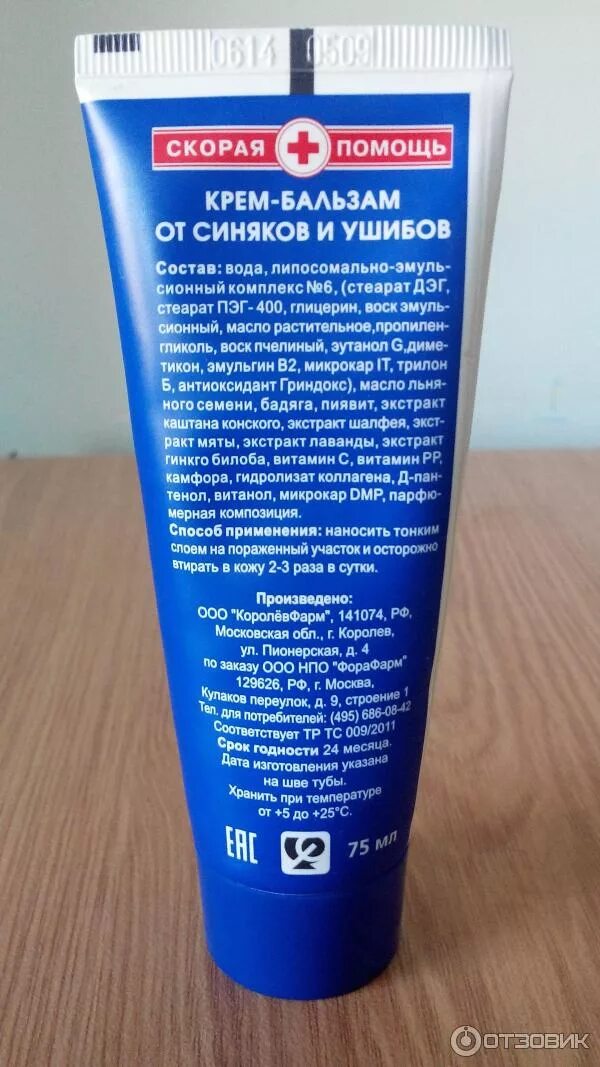 0614 0509
СКОРАЯ ПОМОЩЬ
КРЕМ-БАЛЬЗАМ
ОТ СИНЯКОВ И УШИБОВ
Состав: вода, липосомально-эмуль-
сионный комплекс №6, (стеарат ДЭГ,
стеарат ПЭГ- 400, глицерин, воск эмуль-
сионный, масло растительное,пропилен-
гликоль, воск пчелиный, эутанол G,диме-
тикон, эмульгин В2, микрокар IT, трилон
Б, антиоксидант Гриндокс), масло льня-
ного семени, бадяга, пиявит, экстракт
каштана конского, экстракт шалфея, экст-
ракт мяты, экстракт лаванды, экстракт
гинкго билоба, витамин С, витамин РР,
камфора, гидролизат коллагена, Д-пан-
тенол, витанол, микрокар DMP, парфю-
мерная композиция.
Способ применения: наносить тонким
слоем на пораженный участок и осторожно
втирать в кожу 2-3 раза в сутки.
Произведено:
ООО "КоролёвФарм", 141074, РФ,
Московская обл., г. Королев,
ул. Пионерская, д. 4
по заказу ООО НПО "ФораФарм"
129626, РФ, г. Москва,
Кулаков переулок, д. 9, строение 1
Тел. для потребителей: (495) 686-08-42
Соответствует ТР ТС 009/2011
Срок годности 24 месяца.
Дата изготовления указана
на шве тубы.
Хранить при температуре
от +5 до +25°С.
ЕАС 75 мл
ОТЗОВИК